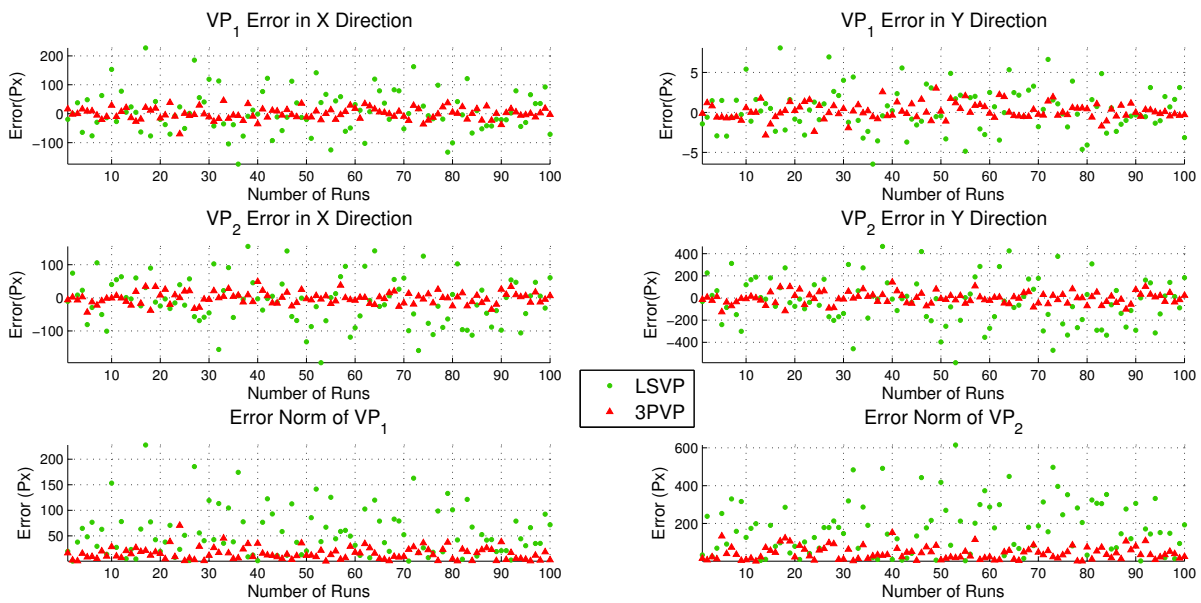 VP1 Error in X Direction
Error(Px)
200
100
0
−100
10 20 30 40 50 60 70 80 90 100
Number of Runs
VP1 Error in Y Direction
Error(Px)
5
0
−5
10 20 30 40 50 60 70 80 90 100
Number of Runs
VP2 Error in X Direction
Error(Px)
100
0
−100
10 20 30 40 50 60 70 80 90 100
Number of Runs
VP2 Error in Y Direction
Error(Px)
400
200
0
−200
−400
10 20 30 40 50 60 70 80 90 100
Number of Runs
LSVP
3PVP
Error Norm of VP1
Error (Px)
200
150
100
50
10 20 30 40 50 60 70 80 90 100
Number of Runs
Error Norm of VP2
Error (Px)
600
400
200
10 20 30 40 50 60 70 80 90 100
Number of Runs